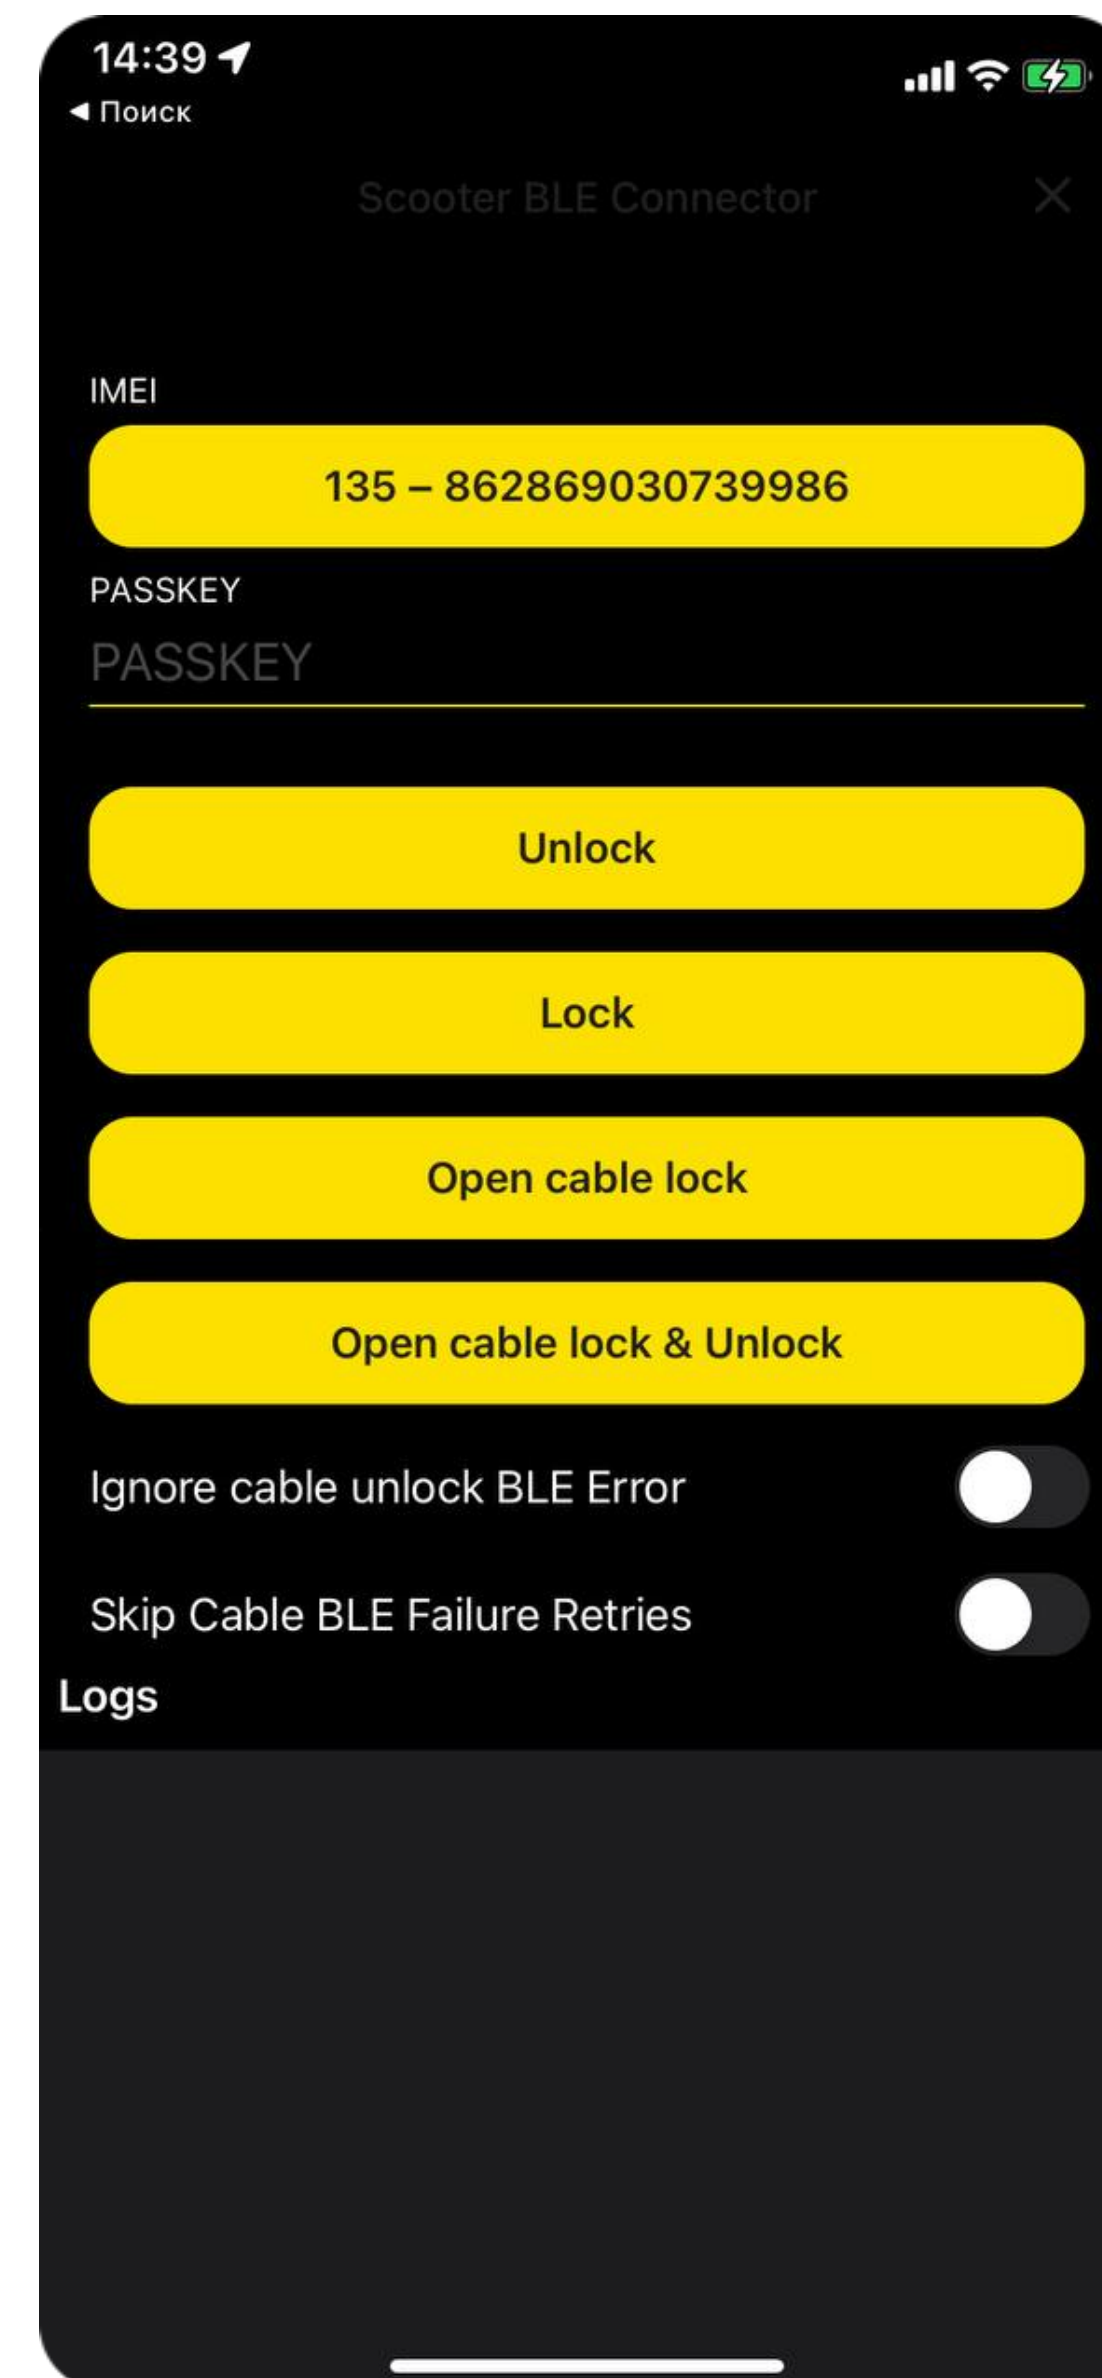 14:39
Поиск
Scooter BLE Connector
IMEI
135 – 862869030739986
PASSKEY
PASSKEY
Unlock
Lock
Open cable lock
Open cable lock & Unlock
Ignore cable unlock BLE Error
Skip Cable BLE Failure Retries
Logs